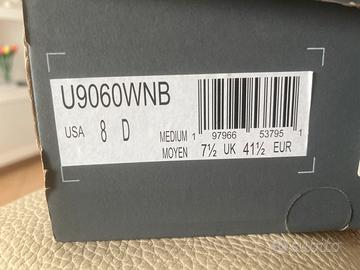 U9060WNB
USA 8 D MEDIUM 1 97966 53795 1
MOYEN 7½ UK 41½ EUR